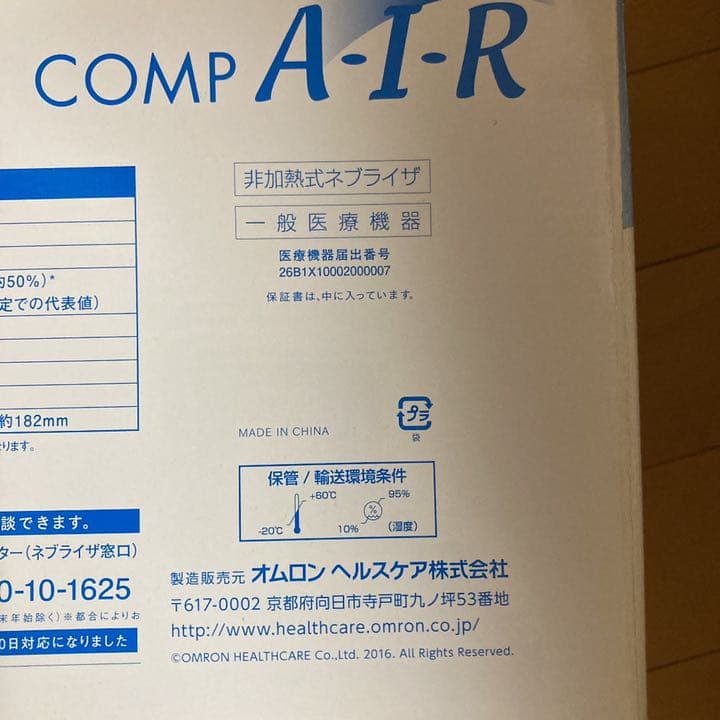 COMP A-I-R
非加熱式ネブライザ
一般医療機器
医療機器届出番号
26B1X10002000007
保証書は、中に入っています。
約50%)*
定での代表値)
約182mm
ります。
MADE IN CHINA
プラ
袋
保管/輸送環境条件
+60℃
-20℃
95%
%
10%
(湿度)
談できます。
ター(ネブライザ窓口)
0-10-1625
末年始除く)※都合によりお
0日対応になりました
製造販売元 オムロン ヘルスケア株式会社
〒617-0002 京都府向日市寺戸町九ノ坪53番地
http://www.healthcare.omron.co.jp/
©OMRON HEALTHCARE Co.,Ltd. 2016. All Rights Reserved.